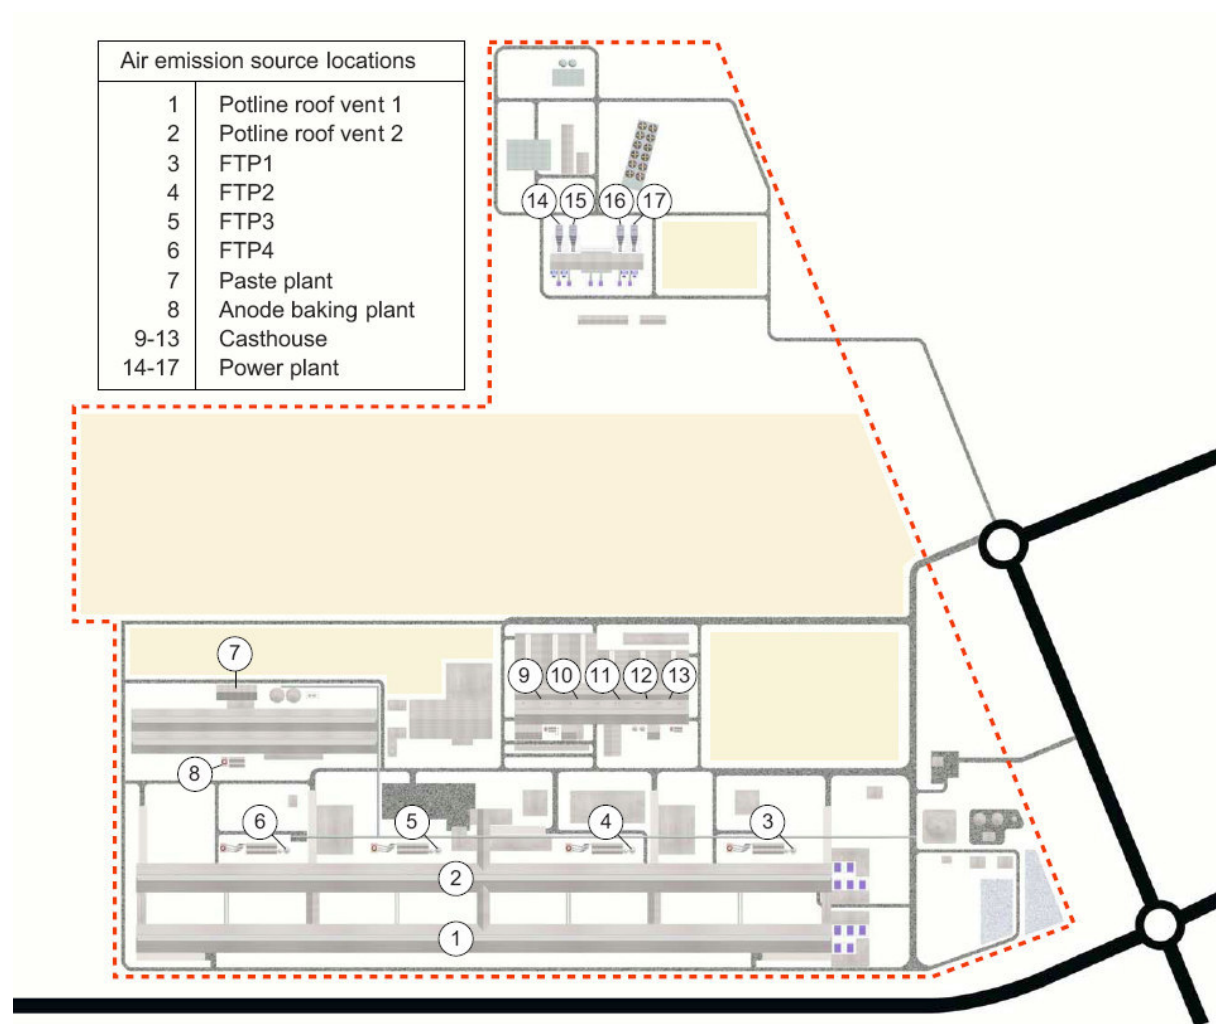 Air emission source locations
1 Potline roof vent 1
2 Potline roof vent 2
3 FTP1
4 FTP2
5 FTP3
6 FTP4
7 Paste plant
8 Anode baking plant
9-13 Casthouse
14-17 Power plant
14 15 16 17
7
9 10 11 12 13
8
6 5 4 3
2
1